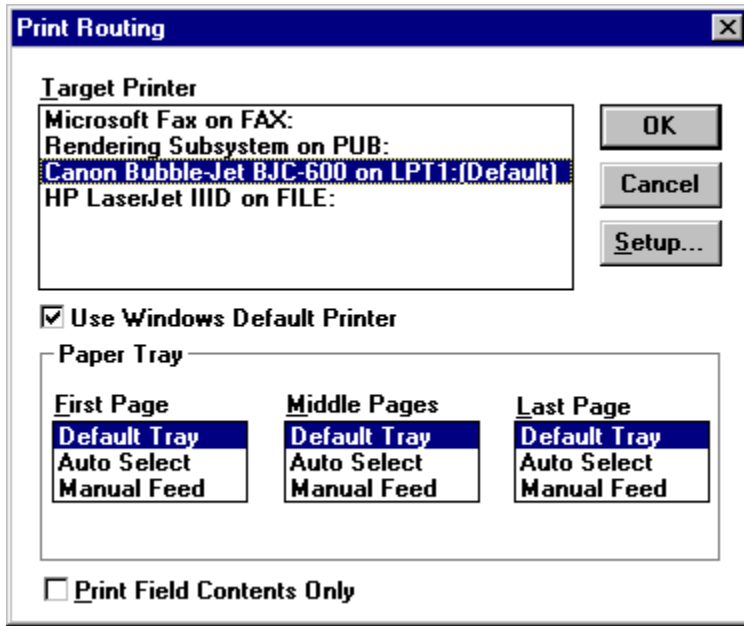 Print Routing
Target Printer
Microsoft Fax on FAX:
Rendering Subsystem on PUB:
Canon Bubble-Jet BJC-600 on LPT1:(Default)
HP LaserJet IIID on FILE:
OK
Cancel
Setup...
Use Windows Default Printer
Paper Tray
First Page Middle Pages Last Page
Default Tray Default Tray Default Tray
Auto Select Auto Select Auto Select
Manual Feed Manual Feed Manual Feed
Print Field Contents Only